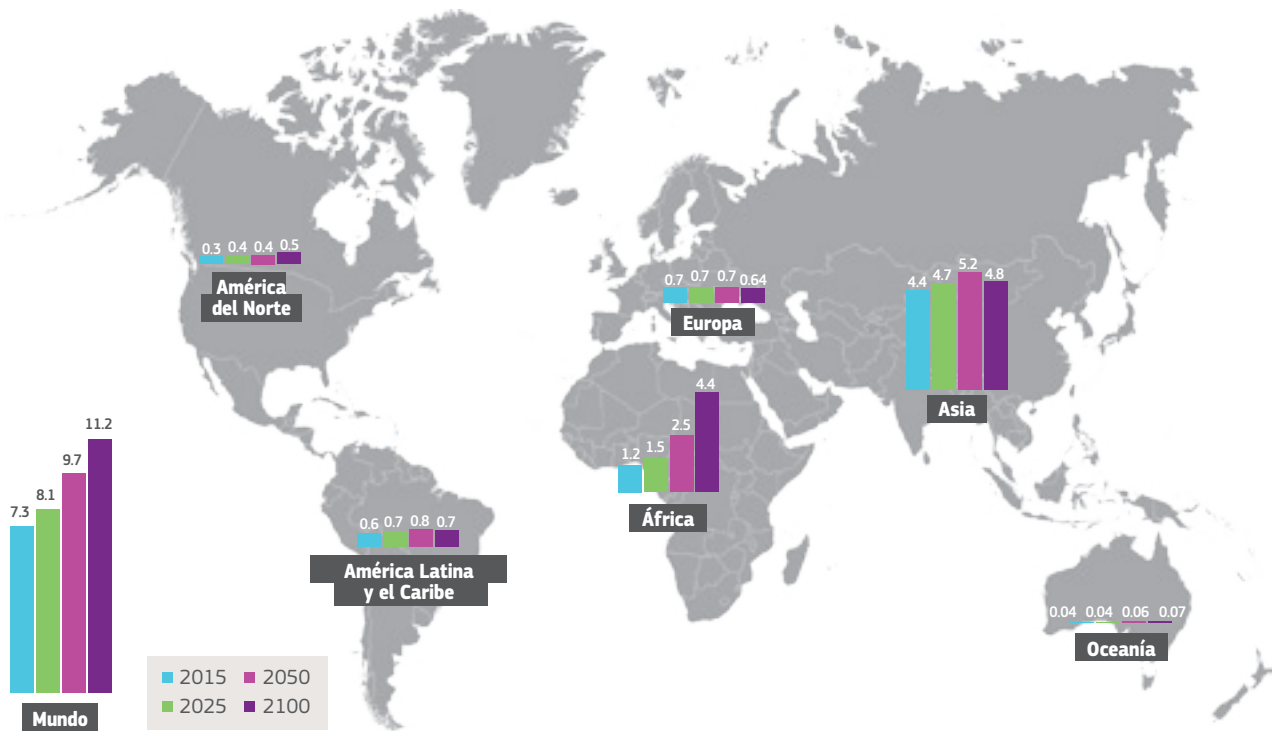 0.3 0.4 0.4 0.5
América
del Norte
0.7 0.7 0.7 0.64
Europa
4.4 4.7 5.2 4.8
Asia
1.2 1.5 2.5 4.4
África
7.3 8.1 9.7 11.2
Mundo
0.6 0.7 0.8 0.7
América Latina
y el Caribe
0.04 0.04 0.06 0.07
Oceanía
2015 2050
2025 2100